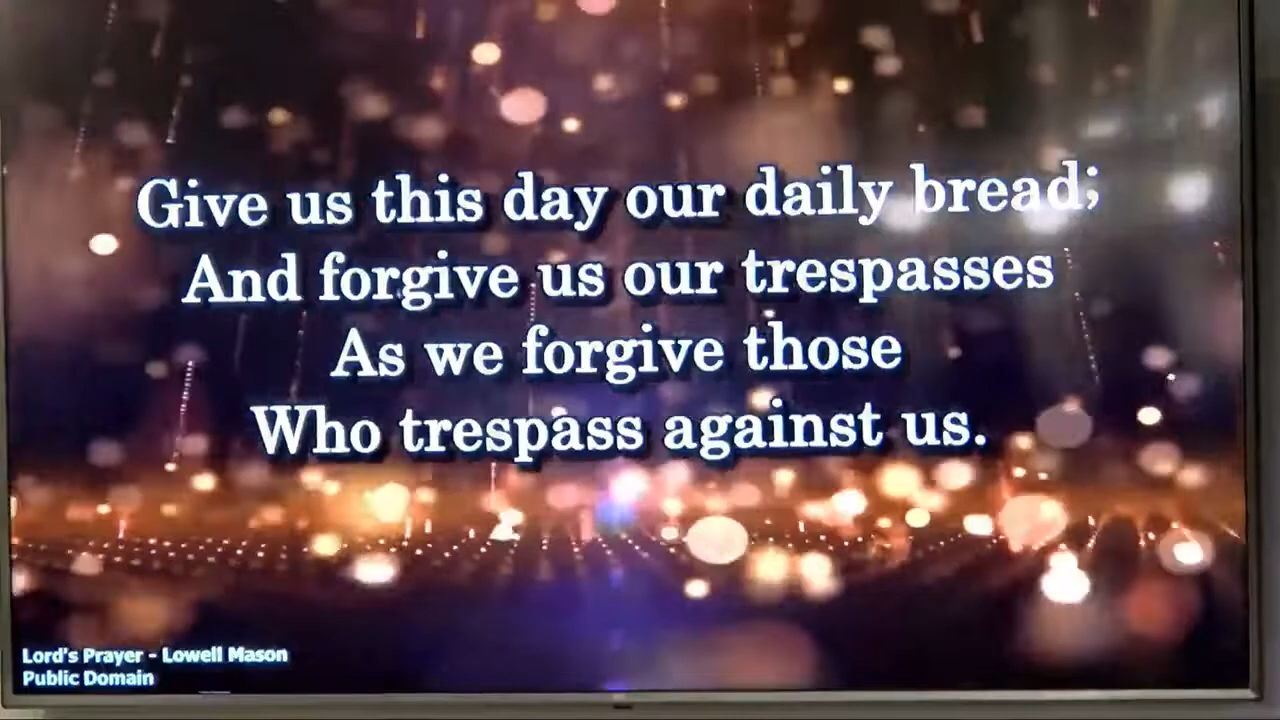 Give us this day our daily bread;
And forgive us our trespasses
As we forgive those
Who trespass against us.
Lord's Prayer - Lowell Mason
Public Domain